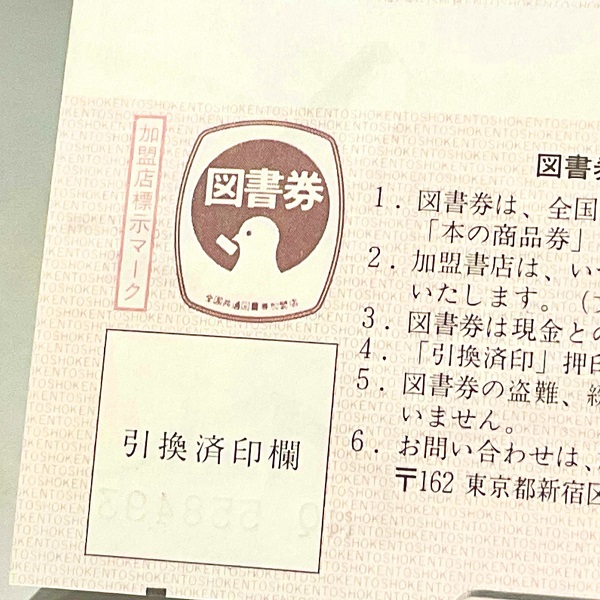 TOSHOKENTOSHOKENTOSHOKENTOSHOKENTOSHOKEN
加盟店標示マーク
図書券
全国共通図書券加盟店
引換済印欄
図書券
1. 図書券は、全国
「本の商品券」
2. 加盟書店は、い
いたします。(
3. 図書券は現金と
4. 「引換済印」押印
5. 図書券の盗難、
いません。
6. お問い合わせは、
〒162 東京都新宿区